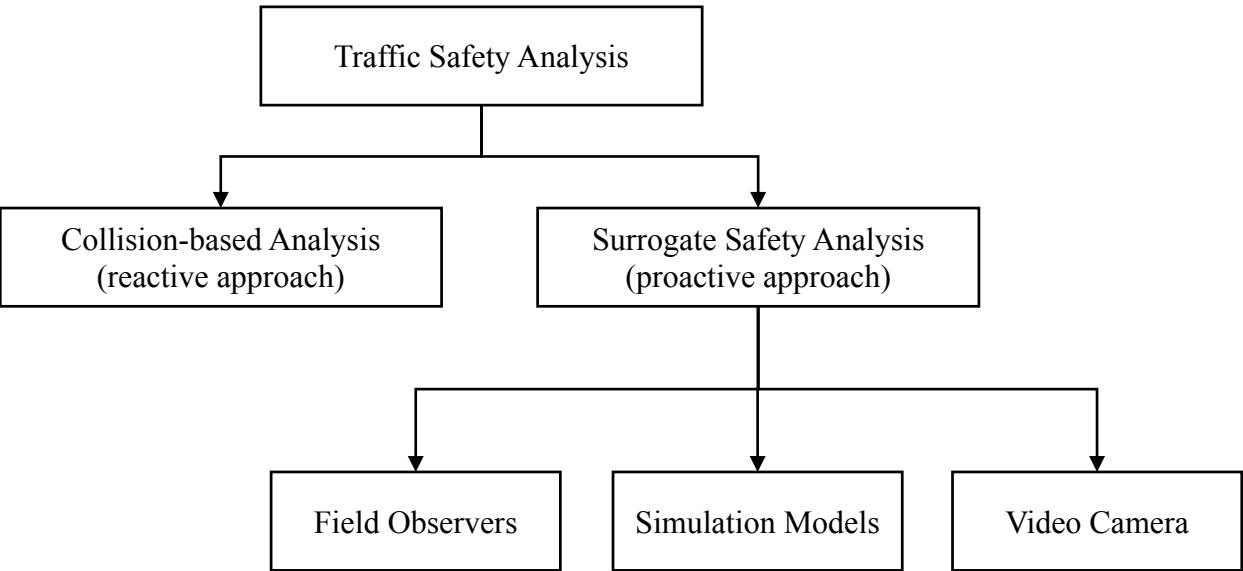 Traffic Safety Analysis
Collision-based Analysis
(reactive approach)
Surrogate Safety Analysis
(proactive approach)
Field Observers
Simulation Models
Video Camera